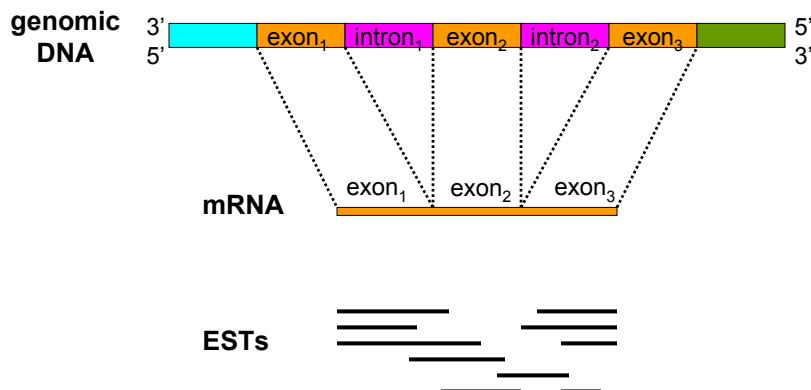 genomic DNA
3’ 5’
exon₁ intron₁ exon₂ intron₂ exon₃
5’ 3’
exon₁ exon₂ exon₃
mRNA
ESTs